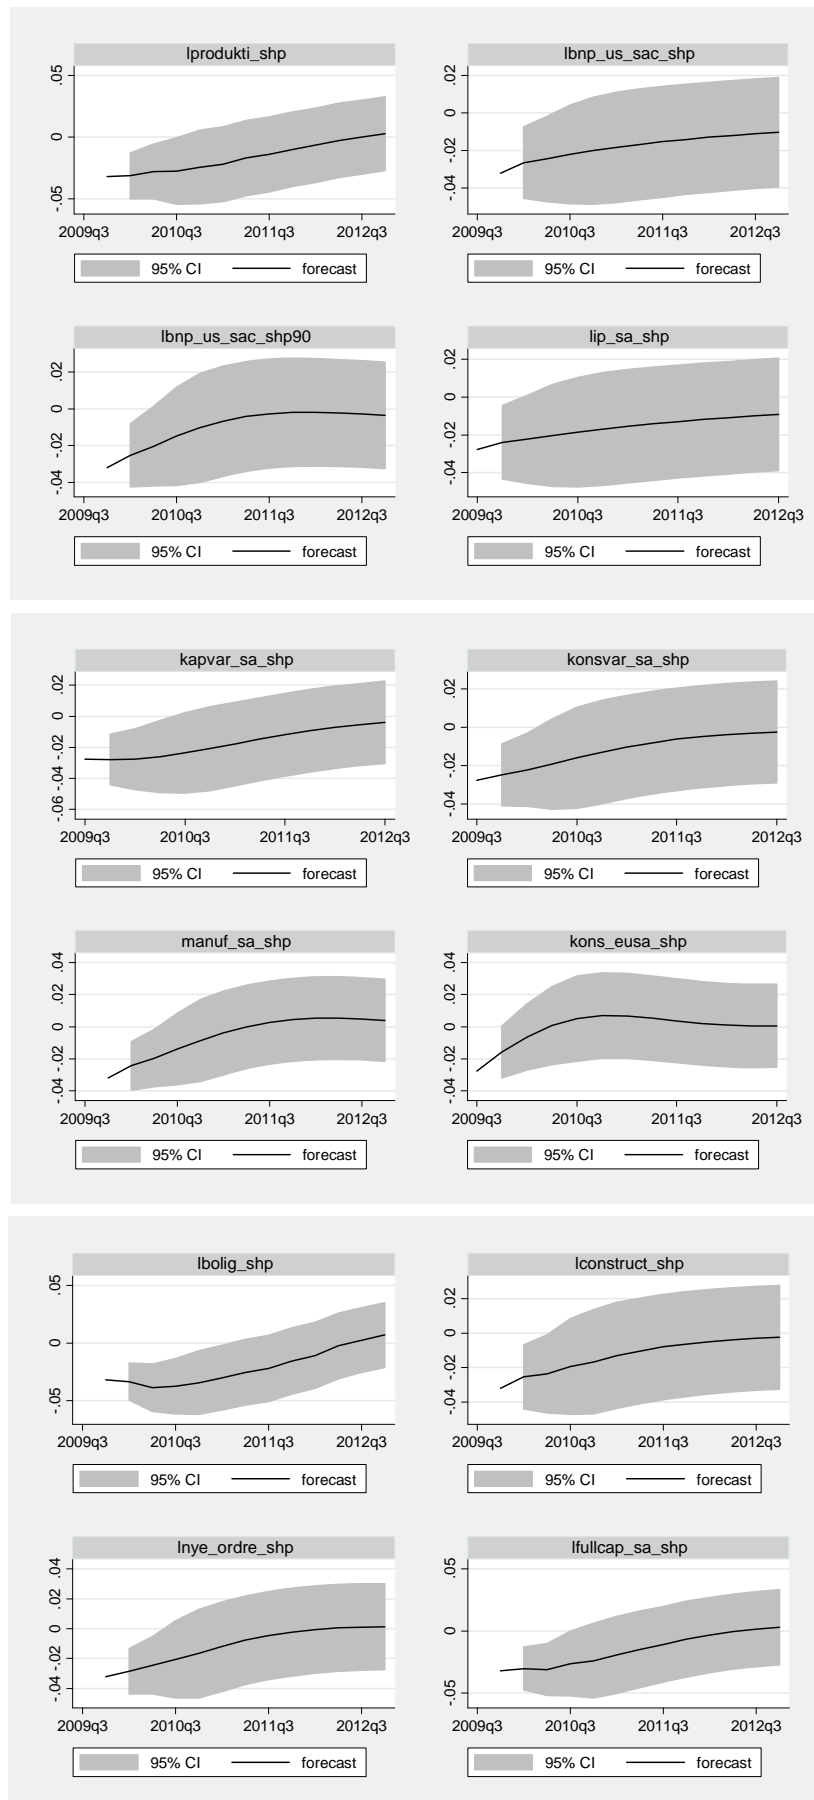 lprodukti_shp
.05
0
-.05
2009q3 2010q3 2011q3 2012q3
95% CI forecast
lbnp_us_sac_shp
.02
0
-.02
-.04
2009q3 2010q3 2011q3 2012q3
95% CI forecast
lbnp_us_sac_shp90
.02
0
-.02
-.04
2009q3 2010q3 2011q3 2012q3
95% CI forecast
lip_sa_shp
.02
0
-.02
-.04
2009q3 2010q3 2011q3 2012q3
95% CI forecast
kapvar_sa_shp
.02
0
-.02
-.04
-.06
2009q3 2010q3 2011q3 2012q3
95% CI forecast
konsvar_sa_shp
.02
0
-.02
-.04
2009q3 2010q3 2011q3 2012q3
95% CI forecast
manuf_sa_shp
.04
.02
0
-.02
-.04
2009q3 2010q3 2011q3 2012q3
95% CI forecast
kons_eusa_shp
.04
.02
0
-.02
-.04
2009q3 2010q3 2011q3 2012q3
95% CI forecast
lbolig_shp
.05
0
-.05
2009q3 2010q3 2011q3 2012q3
95% CI forecast
lconstruct_shp
.02
0
-.02
-.04
2009q3 2010q3 2011q3 2012q3
95% CI forecast
lnye_ordre_shp
.04
.02
0
-.02
-.04
2009q3 2010q3 2011q3 2012q3
95% CI forecast
lfullcap_sa_shp
.05
0
-.05
2009q3 2010q3 2011q3 2012q3
95% CI forecast